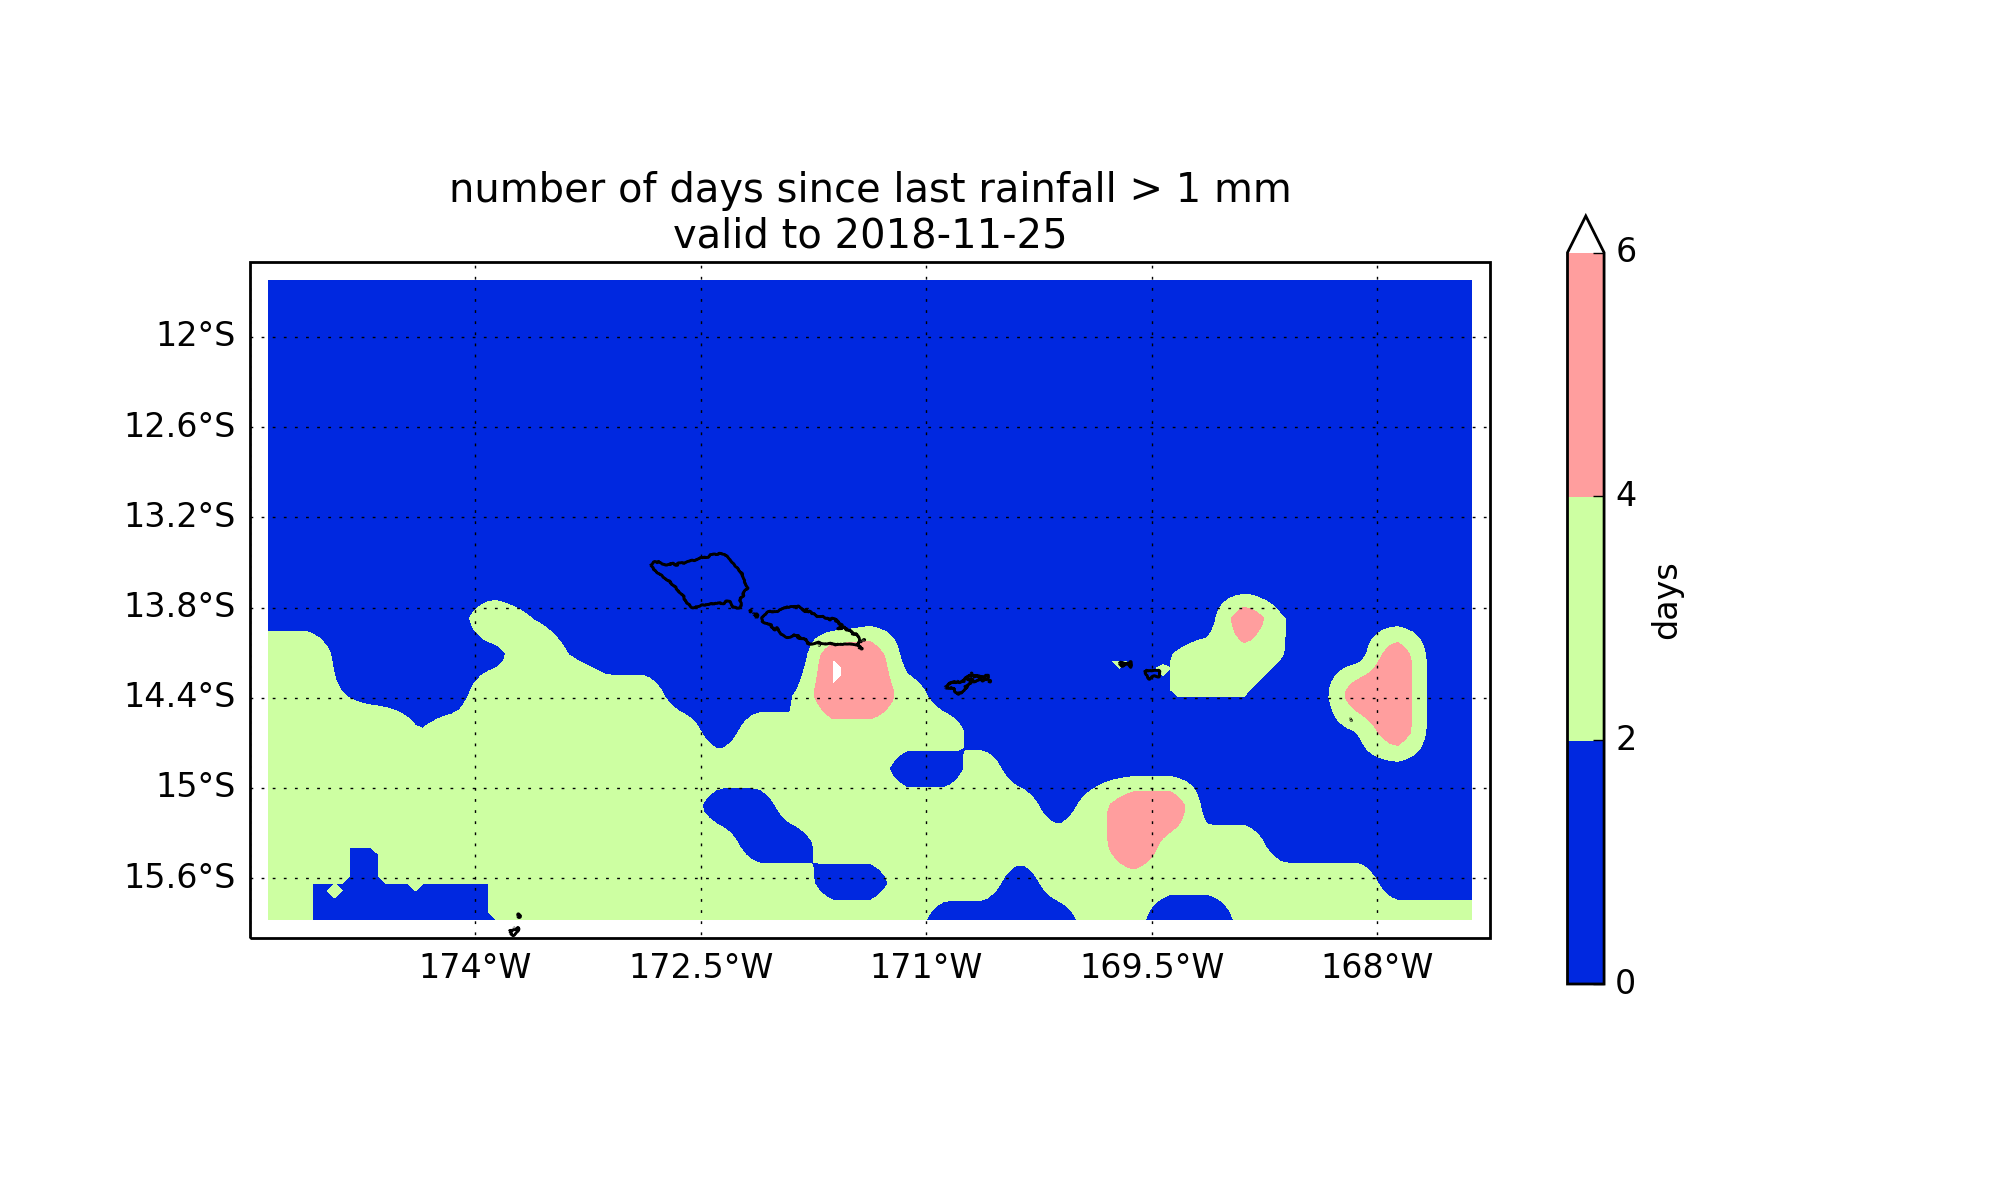 number of days since last rainfall > 1 mm
valid to 2018-11-25
12°S
12.6°S
13.2°S
13.8°S
14.4°S
15°S
15.6°S
174°W
172.5°W
171°W
169.5°W
168°W
6
4
2
0
days